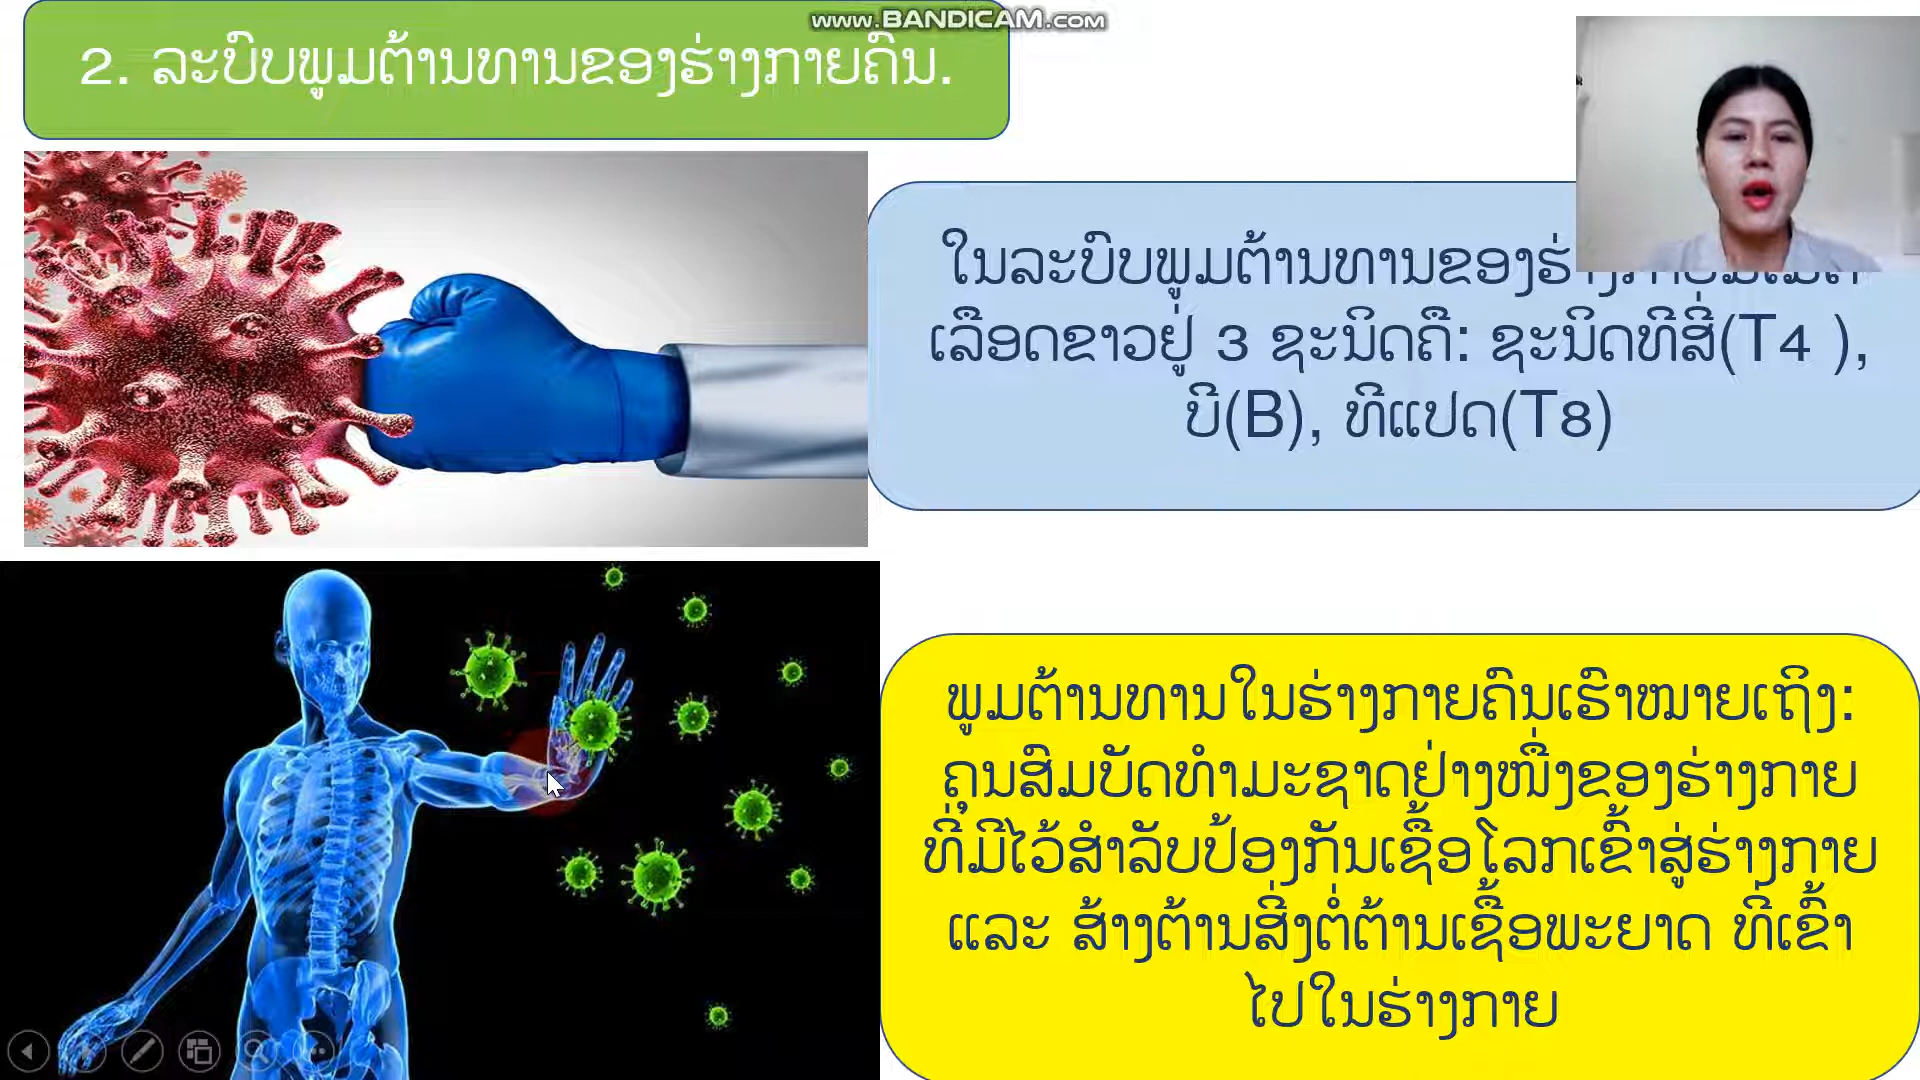 www.BANDICAM.com
2. ລະບົບພູມຕ້ານທານຂອງຮ່າງກາຍຄົນ.
ໃນລະບົບພູມຕ້ານທານຂອງຮ່າງ
ເລືອດຂາວຢູ່ 3 ຊະນິດຄື: ຊະນິດທີສີ່(T4 ),
ບີ(B), ທີແປດ(T8)
ພູມຕ້ານທານໃນຮ່າງກາຍຄົນເຮົາໝາຍເຖິງ:
ຄຸນສົມບັດທຳມະຊາດຢ່າງໜື່ງຂອງຮ່າງກາຍ
ທີ່ມີໄວ້ສຳລັບປ້ອງກັນເຊື້ອໂລກເຂົ້າສູ່ຮ່າງກາຍ
ແລະ ສ້າງຕ້ານສີ່ງຕໍ່ຕ້ານເຊື້ອພະຍາດ ທີ່ເຂົ້າ
ໄປໃນຮ່າງກາຍ